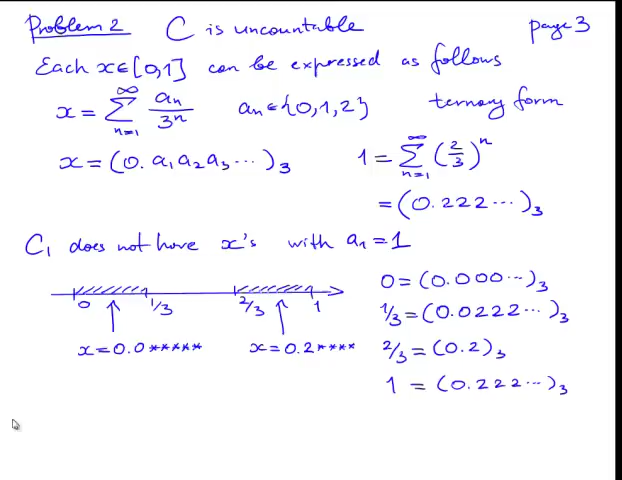 Problem 2 C is uncountable page 3
Each x∈[0,1] can be expressed as follows
x = ∑_{n=1}^{∞} a_n/3^n a_n∈{0,1,2} ternary form
x = (0. a_1 a_2 a_3 ...)_3 1 = ∑_{n=1}^{∞} (2/3)^n
= (0.222...)_3
C_1 does not have x's with a_1 = 1
0 = (0.000...)_3
0 1/3 2/3 1 1/3 = (0.0222...)_3
x = 0.0***** x = 0.2**** 2/3 = (0.2)_3
1 = (0.222...)_3